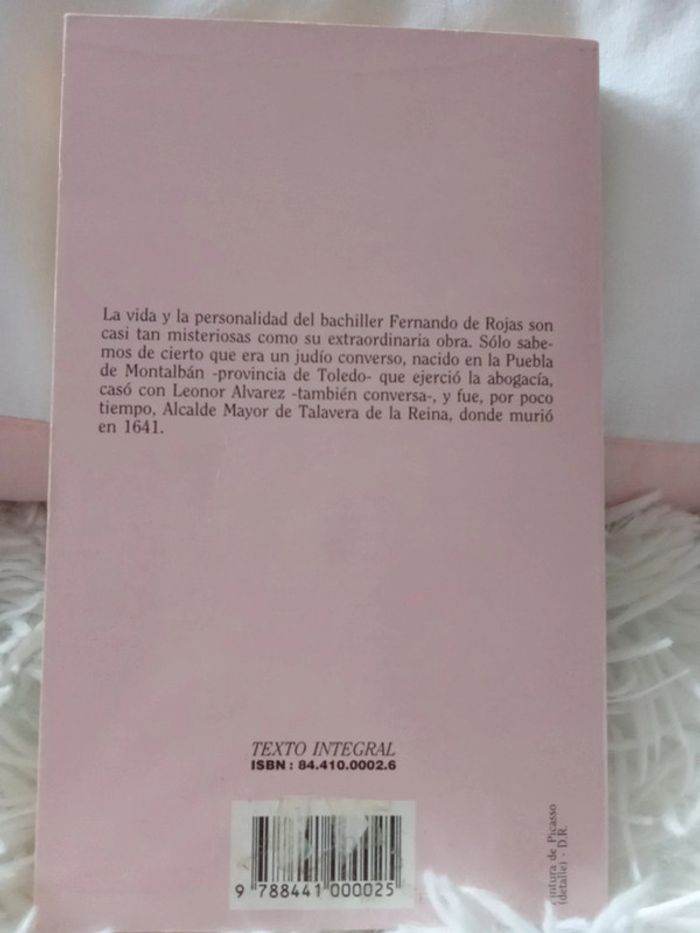 La vida y la personalidad del bachiller Fernando de Rojas son
casi tan misteriosas como su extraordinaria obra. Sólo sabe-
mos de cierto que era un judío converso, nacido en la Puebla
de Montalbán -provincia de Toledo- que ejerció la abogacía,
casó con Leonor Alvarez -también conversa-, y fue, por poco
tiempo, Alcalde Mayor de Talavera de la Reina, donde murió
en 1641.
TEXTO INTEGRAL
ISBN : 84.410.0002.6
9 788441 000025
de Picasso
(detalle) - D.R.